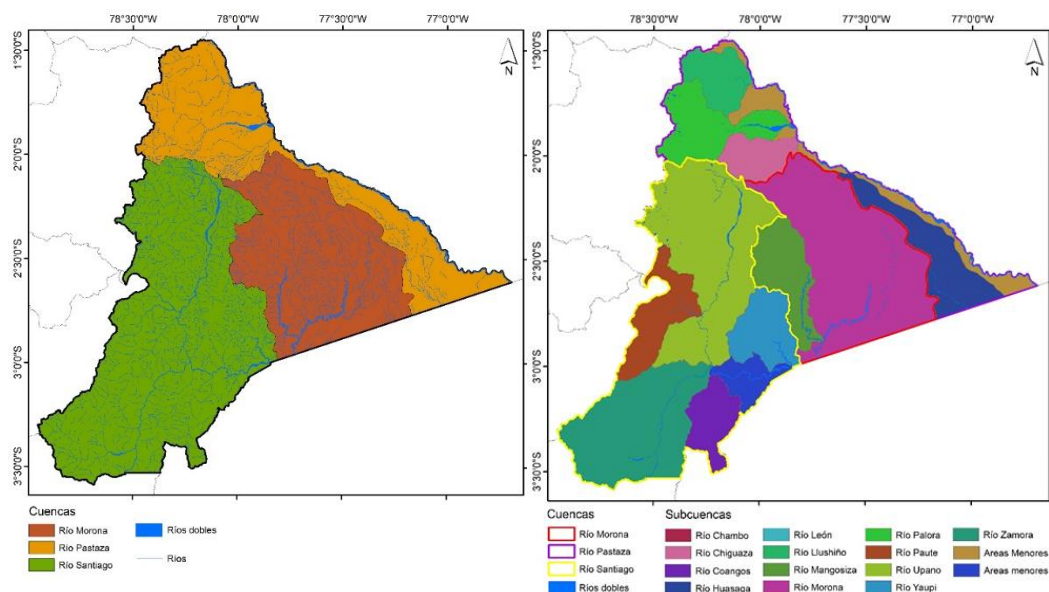 78°30'0"W 78°0'0"W 77°30'0"W 77°0'0"W
1°30'0"S
2°0'0"S
2°30'0"S
3°0'0"S
3°30'0"S
N
Cuencas
Río Morona
Río Pastaza
Río Santiago
Ríos dobles
Ríos
78°30'0"W 78°0'0"W 77°30'0"W 77°0'0"W
1°30'0"S
2°0'0"S
2°30'0"S
3°0'0"S
3°30'0"S
N
Cuencas
Río Morona
Río Pastaza
Río Santiago
Ríos dobles
Subcuencas
Río Chambo
Río Chiguaza
Río Coangos
Río Huasaga
Río León
Río Llushiño
Río Mangosiza
Río Morona
Río Palora
Río Paute
Río Upano
Río Yaupi
Río Zamora
Areas Menores
Areas menores